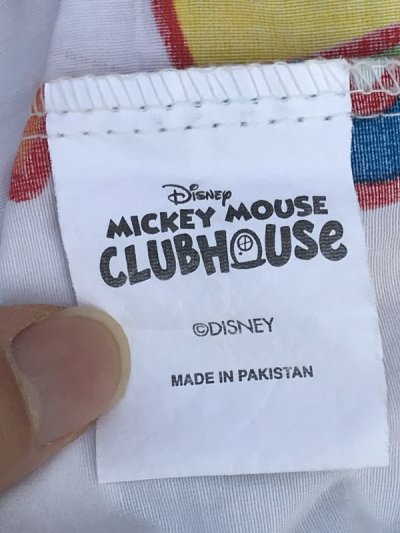 Disney
MICKEY MOUSE
CLUBHOUSE
©DISNEY
MADE IN PAKISTAN